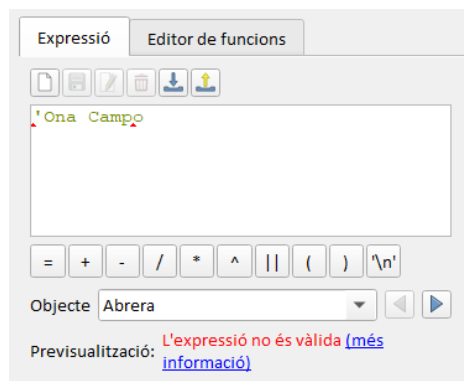 Expressió Editor de funcions
'Ona Campo
= + - / * ^ || ( ) '\n'
Objecte Abrera
Previsualització: L'expressió no és vàlida (més
informació)